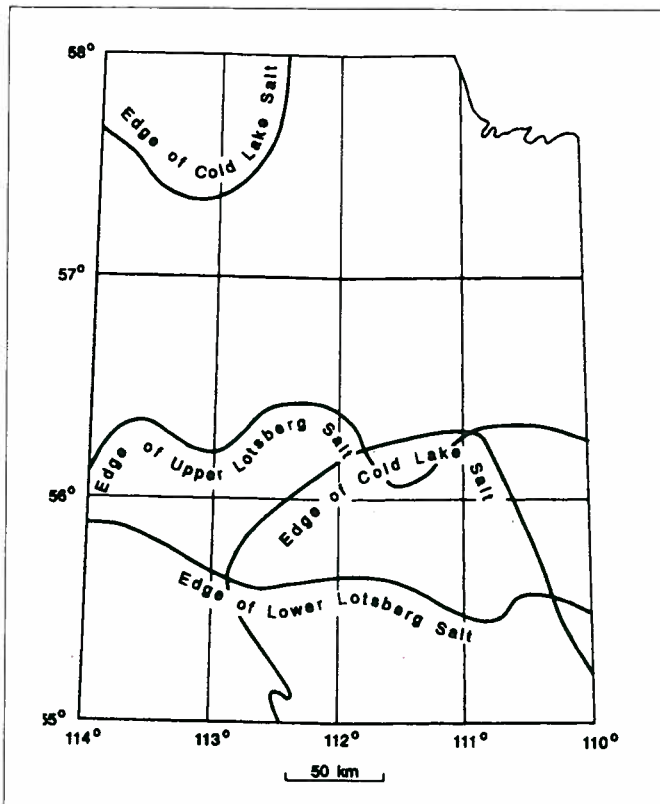 58°
Edge of Cold Lake Salt
57°
Edge of Upper Lotsberg Salt
Edge of Cold Lake Salt
56°
Edge of Lower Lotsberg Salt
55°
114° 113° 112° 111° 110°
50 km